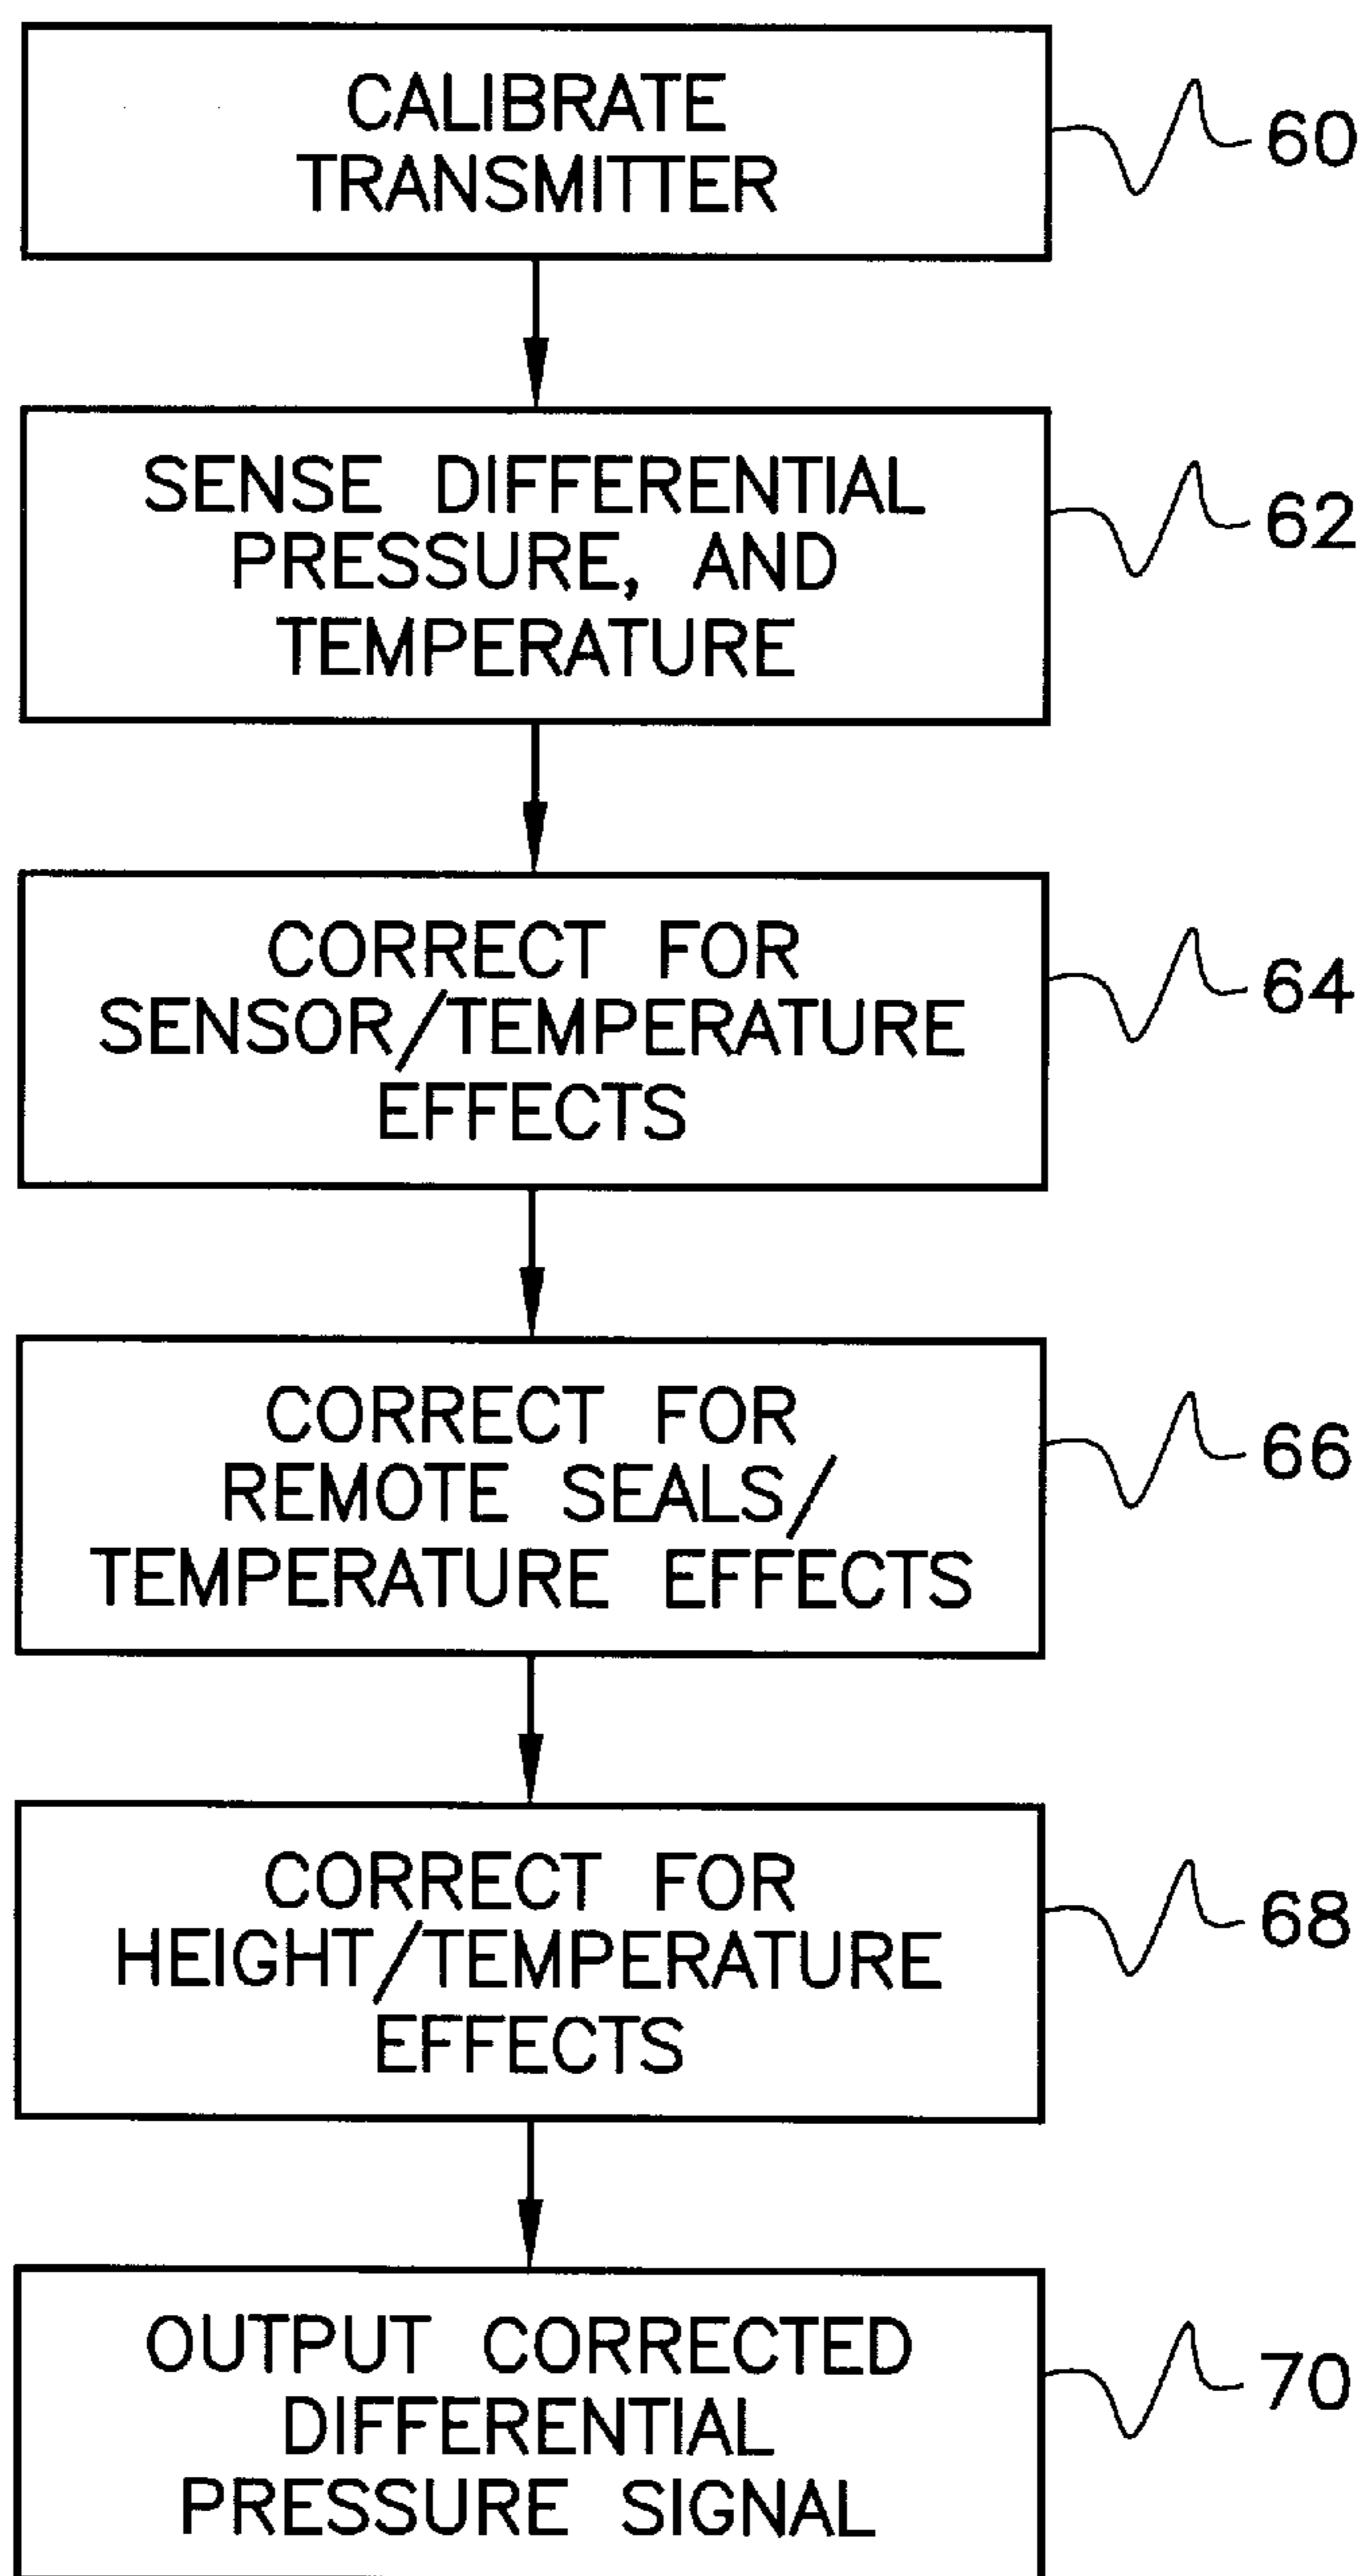 CALIBRATE
TRANSMITTER
60
SENSE DIFFERENTIAL
PRESSURE, AND
TEMPERATURE
62
CORRECT FOR
SENSOR/TEMPERATURE
EFFECTS
64
CORRECT FOR
REMOTE SEALS/
TEMPERATURE EFFECTS
66
CORRECT FOR
HEIGHT/TEMPERATURE
EFFECTS
68
OUTPUT CORRECTED
DIFFERENTIAL
PRESSURE SIGNAL
70